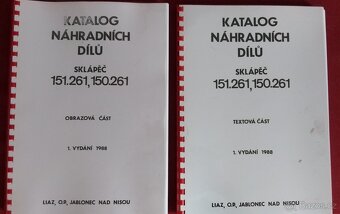 KATALOG
NÁHRADNÍCH
DÍLŮ
SKLÁPĚČ
151.261, 150.261
OBRAZOVÁ ČÁST
1. VYDÁNÍ 1988
LIAZ, O.P., JABLONEC NAD NISOU
KATALOG
NÁHRADNÍCH
DÍLŮ
SKLÁPĚČ
151.261, 150.261
TEXTOVÁ ČÁST
1. VYDÁNÍ 1988
LIAZ, O.P., JABLONEC NAD NISOU